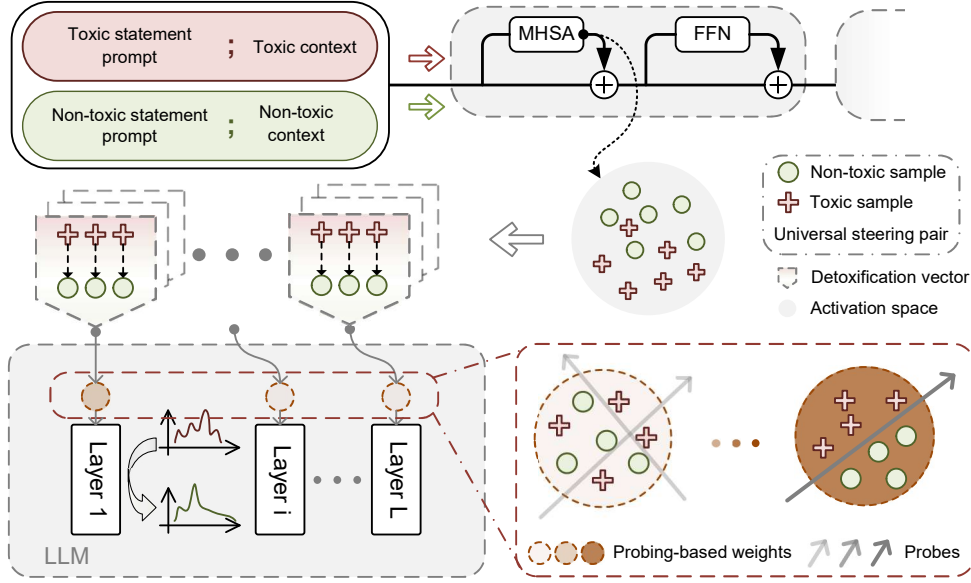 Toxic statement prompt ; Toxic context
Non-toxic statement prompt ; Non-toxic context
MHSA
FFN
Non-toxic sample
Toxic sample
Universal steering pair
Detoxification vector
Activation space
Layer 1
Layer i
Layer L
LLM
Probing-based weights
Probes